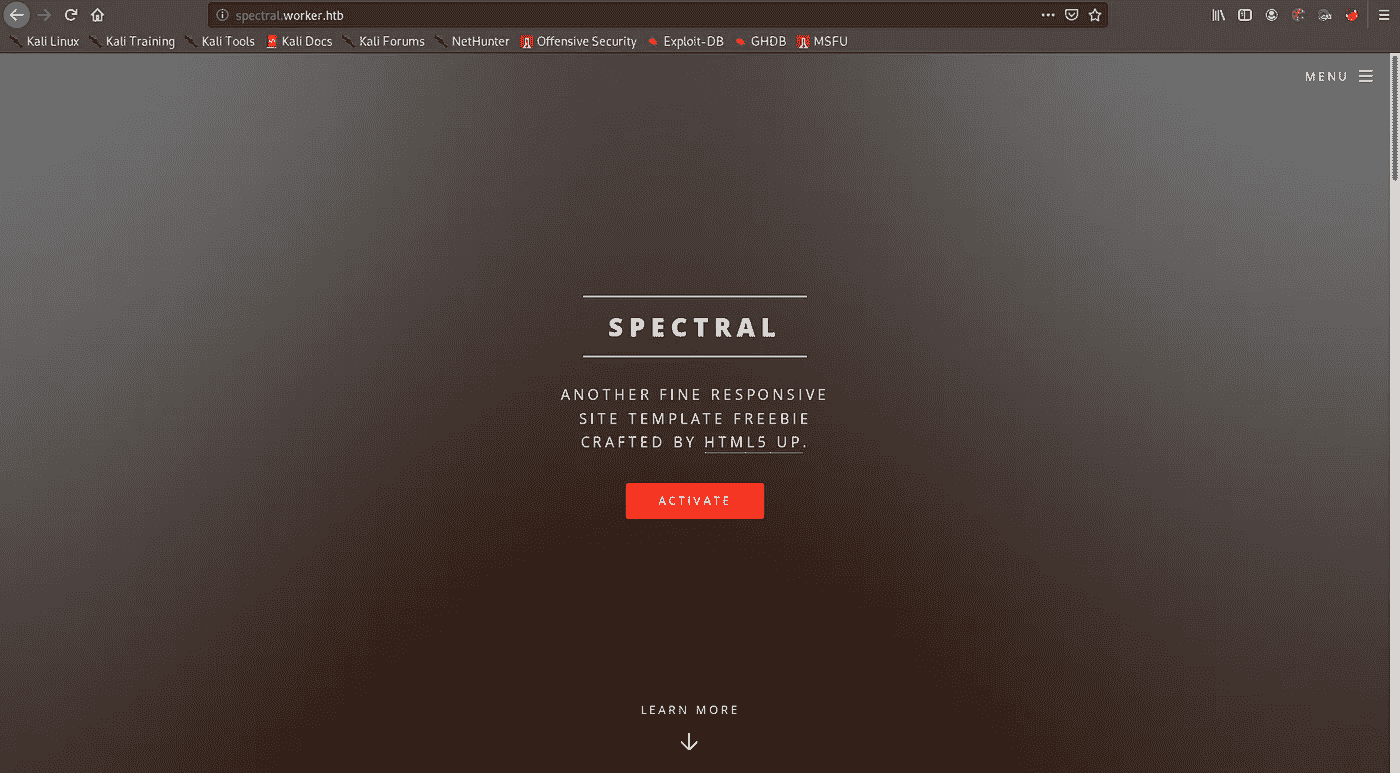 spectral.worker.htb
Kali Linux Kali Training Kali Tools Kali Docs Kali Forums NetHunter Offensive Security Exploit-DB GHDB MSFU
MENU
SPECTRAL
ANOTHER FINE RESPONSIVE
SITE TEMPLATE FREEBIE
CRAFTED BY HTML5 UP.
ACTIVATE
LEARN MORE